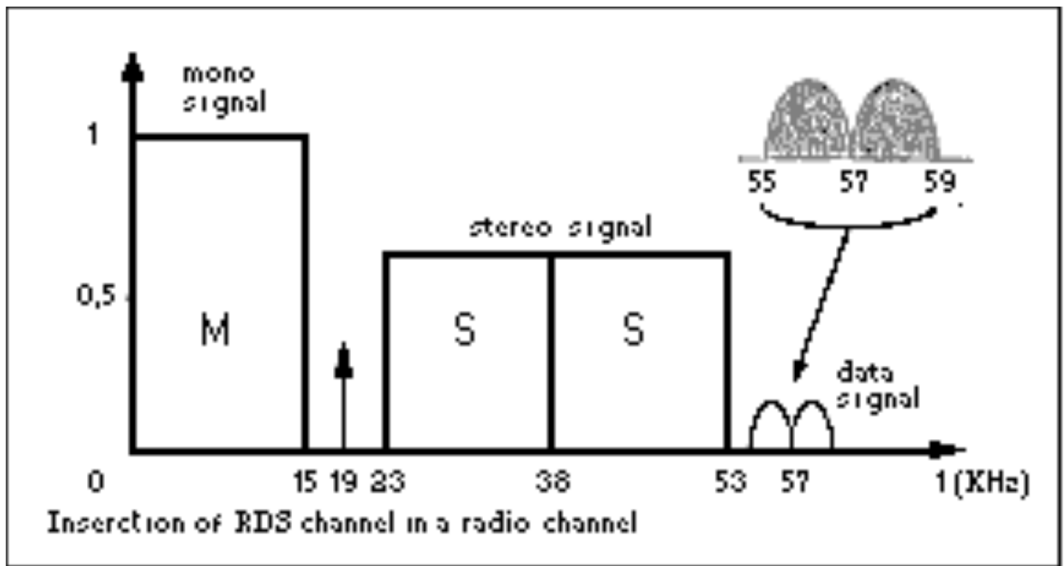 mono
signal
1
55 57 59
stereo signal
0,5
M
S
S
data
signal
0 15 19 23 38 53 57 1 (KHz)
Inserction of RDS channel in a radio channel